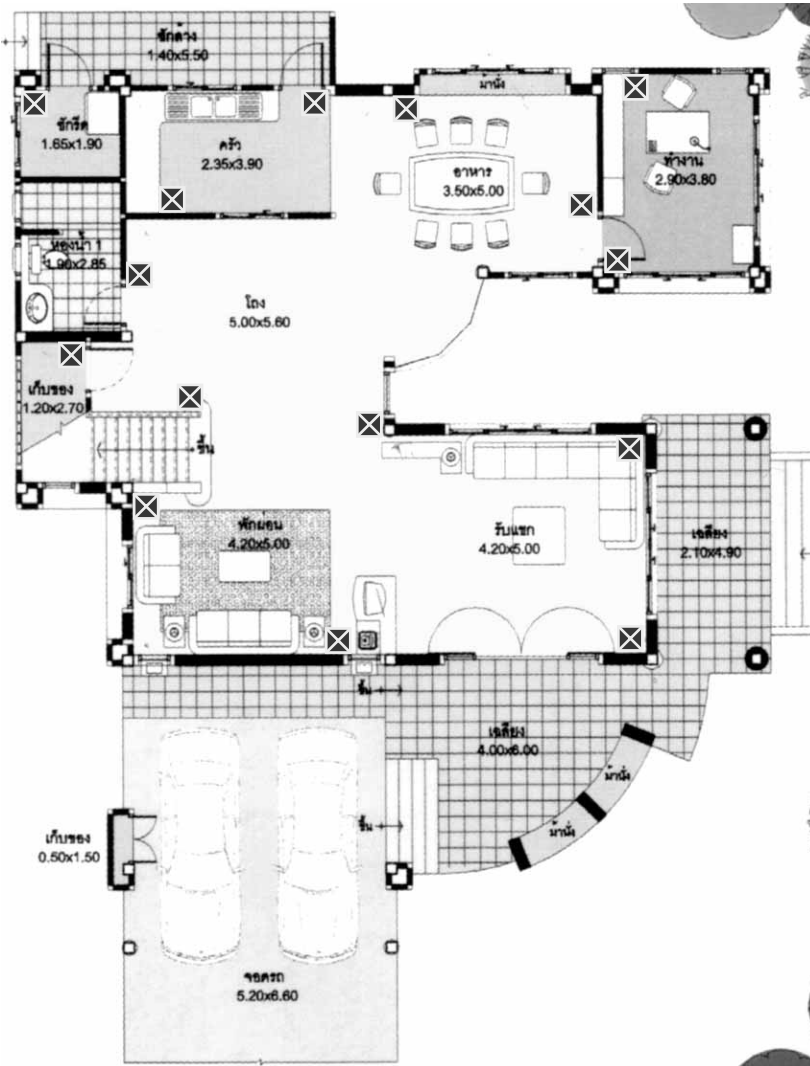 ซักล้าง
1.40x5.50
ม้านั่ง
ซักรีด
1.65x1.90
ครัว
2.35x3.90
อาหาร
3.50x5.00
ทำงาน
2.90x3.80
ห้องน้ำ 1
1.90x2.85
โถง
5.00x5.60
เก็บของ
1.20x2.70
ขึ้น
พักผ่อน
4.20x5.00
รับแขก
4.20x5.00
เฉลียง
2.10x4.90
ขึ้น
เฉลียง
4.00x6.00
ม้านั่ง
ม้านั่ง
ขึ้น
เก็บของ
0.50x1.50
จอดรถ
5.20x6.60